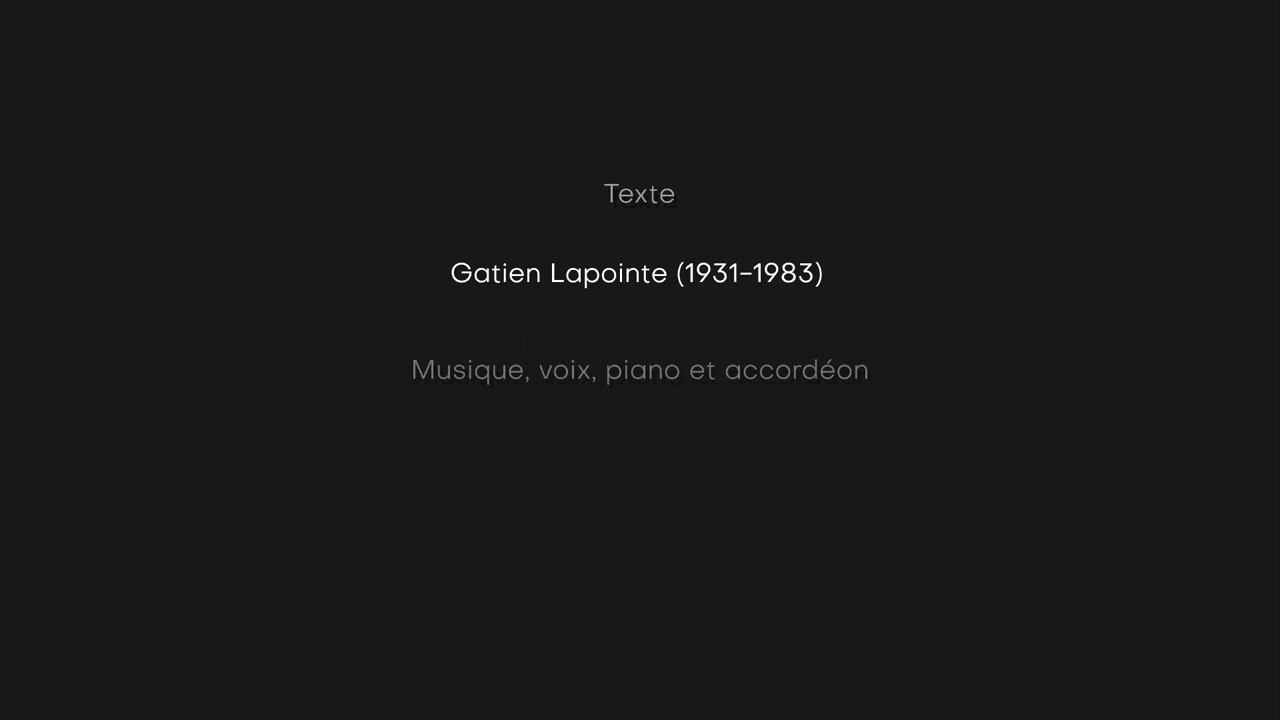 Texte
Gatien Lapointe (1931–1983)
Musique, voix, piano et accordéon